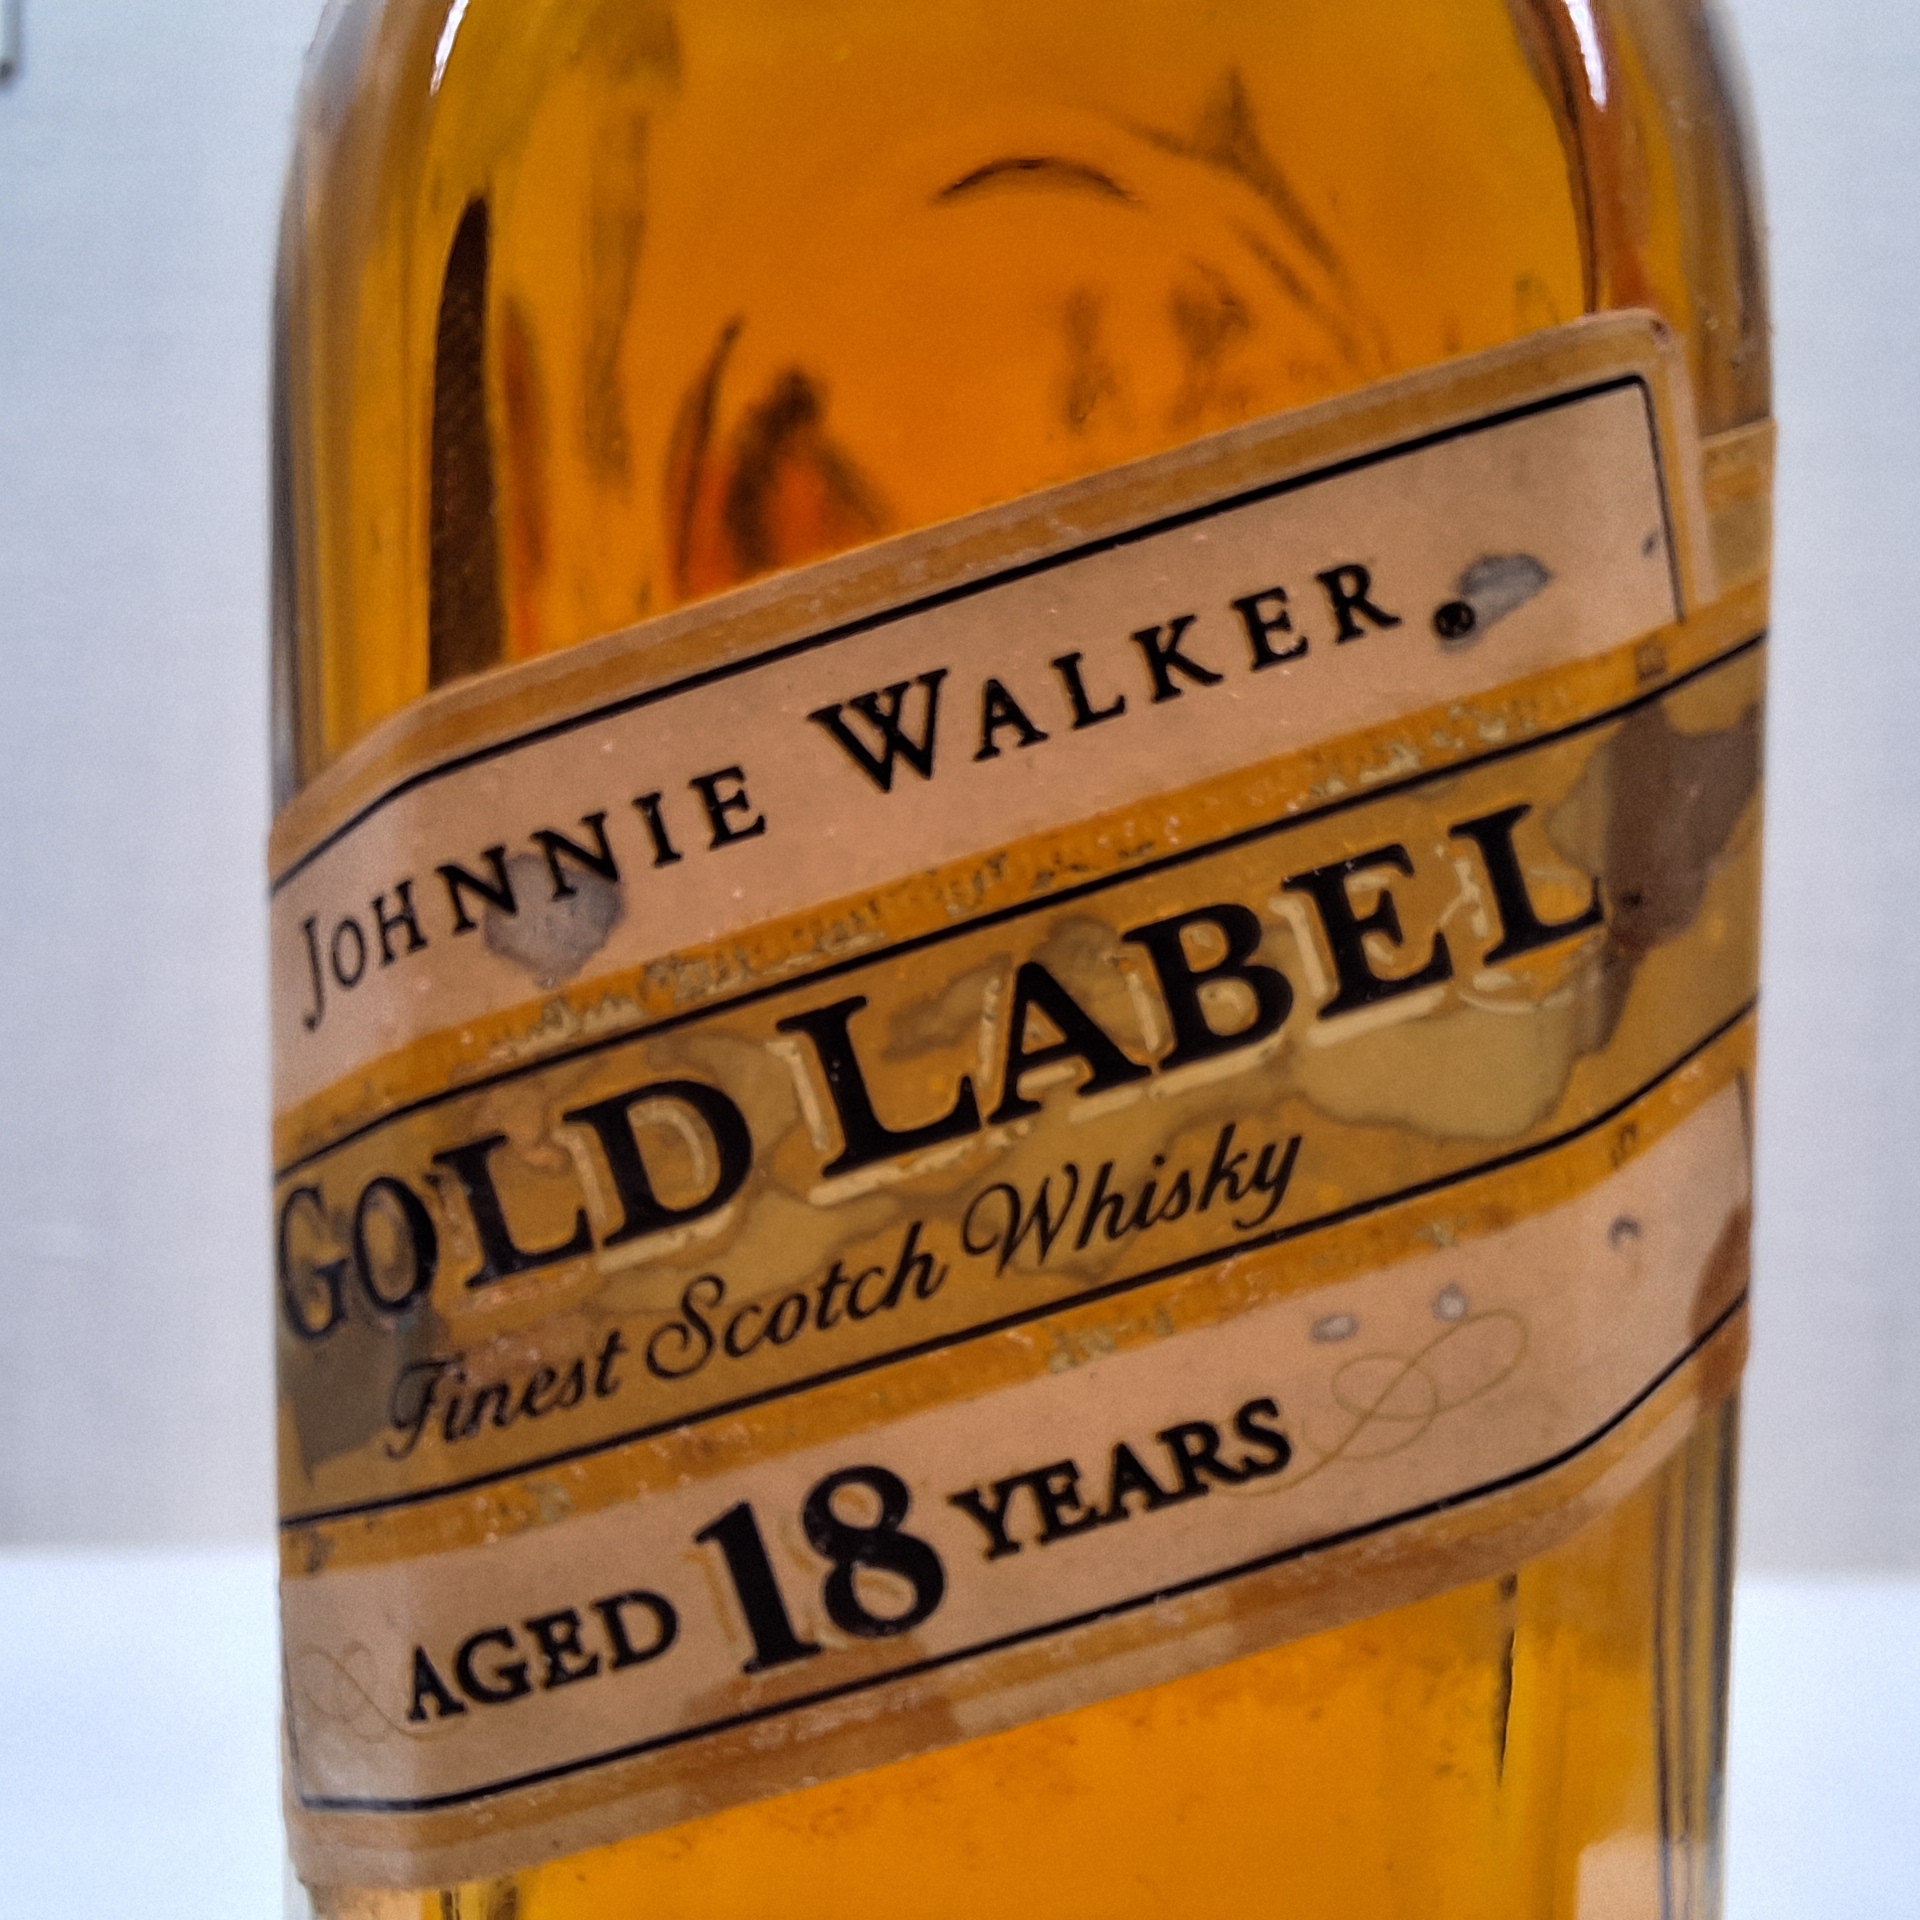 JOHNNIE WALKER®
GOLD LABEL
Finest Scotch Whisky
AGED 18 YEARS